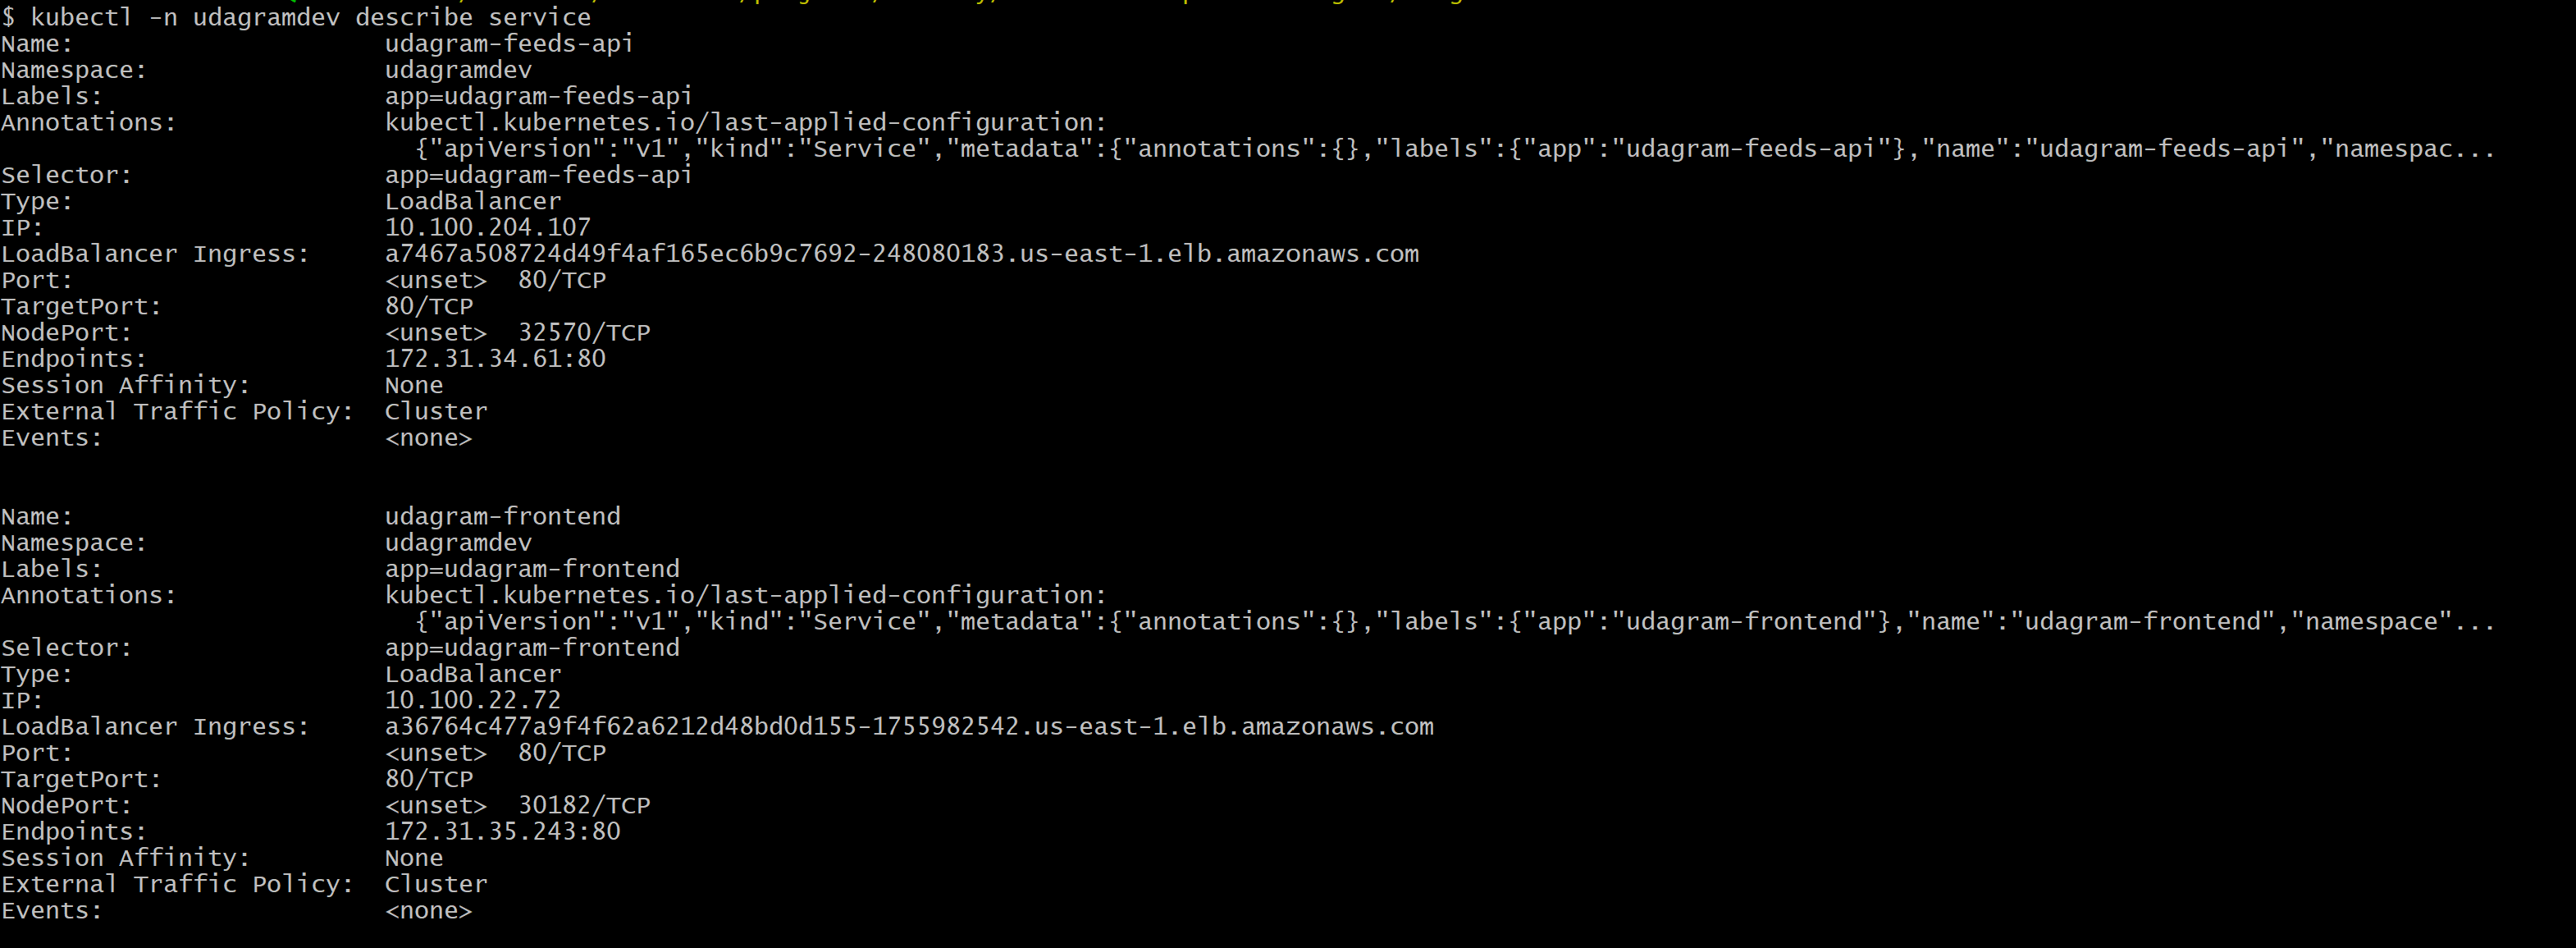 $ kubectl -n udagramdev describe service
Name:                     udagram-feeds-api
Namespace:                udagramdev
Labels:                   app=udagram-feeds-api
Annotations:              kubectl.kubernetes.io/last-applied-configuration:
                            {"apiVersion":"v1","kind":"Service","metadata":{"annotations":{},"labels":{"app":"udagram-feeds-api"},"name":"udagram-feeds-api","namespac...
Selector:                 app=udagram-feeds-api
Type:                     LoadBalancer
IP:                       10.100.204.107
LoadBalancer Ingress:     a7467a508724d49f4af165ec6b9c7692-248080183.us-east-1.elb.amazonaws.com
Port:                     <unset>  80/TCP
TargetPort:               80/TCP
NodePort:                 <unset>  32570/TCP
Endpoints:                172.31.34.61:80
Session Affinity:         None
External Traffic Policy:  Cluster
Events:                   <none>
Name:                     udagram-frontend
Namespace:                udagramdev
Labels:                   app=udagram-frontend
Annotations:              kubectl.kubernetes.io/last-applied-configuration:
                            {"apiVersion":"v1","kind":"Service","metadata":{"annotations":{},"labels":{"app":"udagram-frontend"},"name":"udagram-frontend","namespace"...
Selector:                 app=udagram-frontend
Type:                     LoadBalancer
IP:                       10.100.22.72
LoadBalancer Ingress:     a36764c477a9f4f62a6212d48bd0d155-1755982542.us-east-1.elb.amazonaws.com
Port:                     <unset>  80/TCP
TargetPort:               80/TCP
NodePort:                 <unset>  30182/TCP
Endpoints:                172.31.35.243:80
Session Affinity:         None
External Traffic Policy:  Cluster
Events:                   <none>